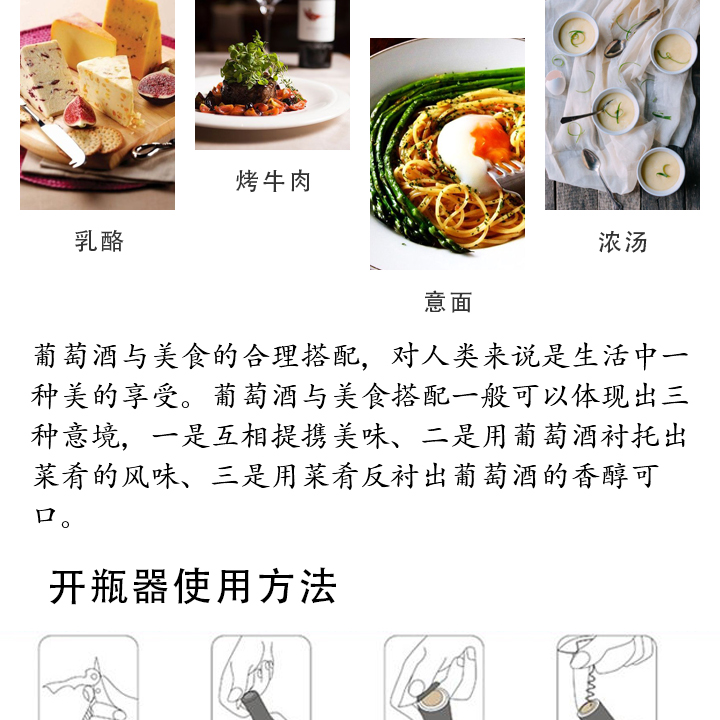 乳酪
烤牛肉
意面
浓汤
葡萄酒与美食的合理搭配，对人类来说是生活中一
种美的享受。葡萄酒与美食搭配一般可以体现出三
种意境，一是互相提携美味、二是用葡萄酒衬托出
菜肴的风味、三是用菜肴反衬出葡萄酒的香醇可
口。
开瓶器使用方法